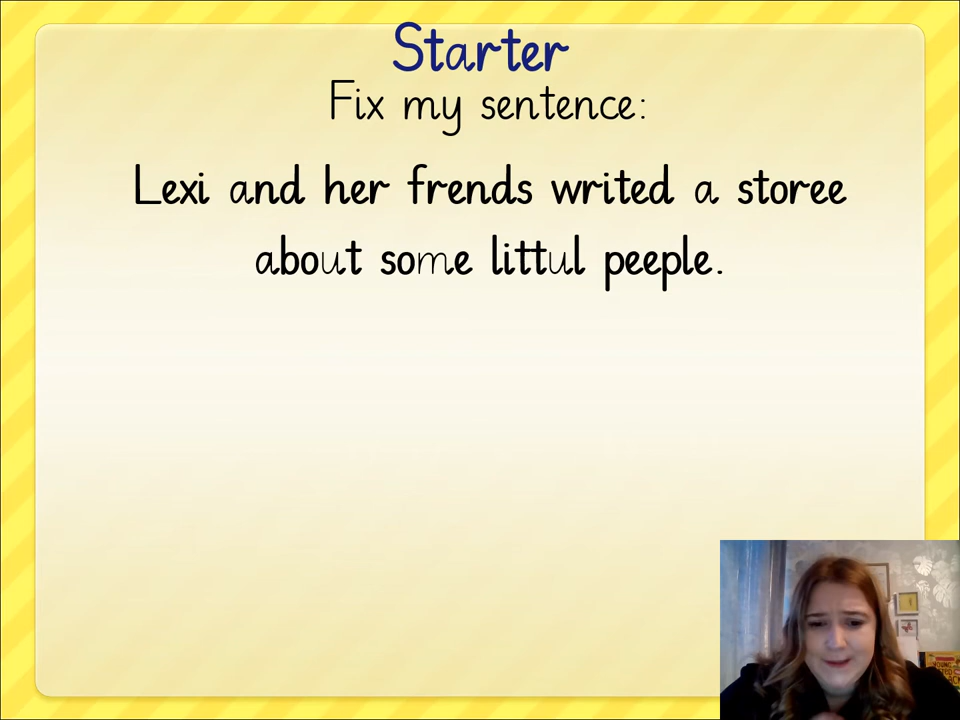 Starter
Fix my sentence:
Lexi and her frends writed a storee
about some littul peeple.